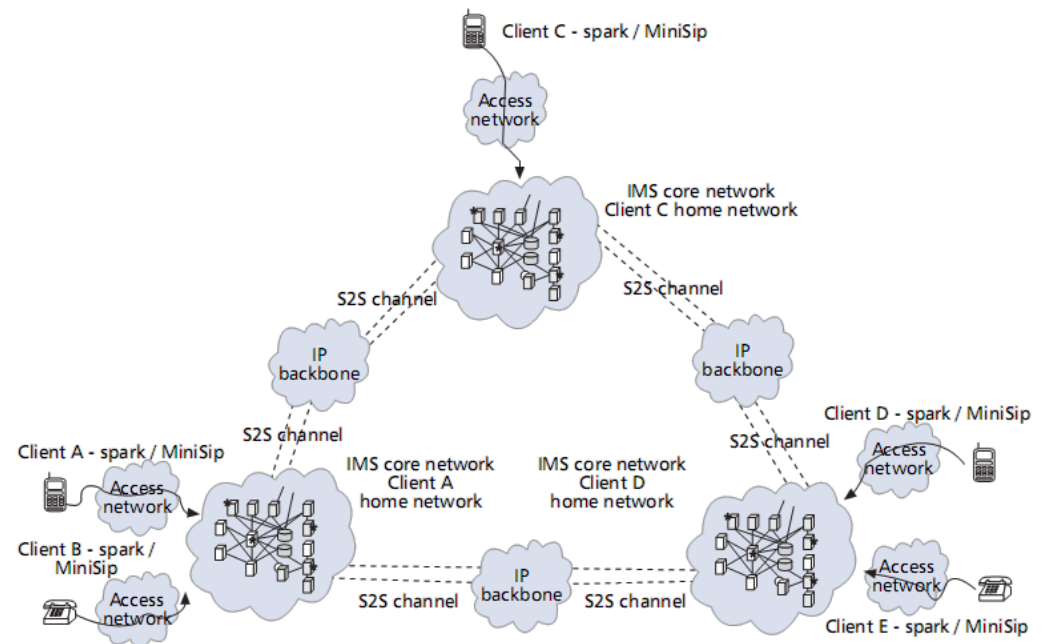 Client C - spark / MiniSip
Access
network
IMS core network
Client C home network
S2S channel
S2S channel
IP
backbone
IP
backbone
S2S channel
S2S channel
Client A - spark / MiniSip
Access
network
Client B - spark /
MiniSip
Access
network
IMS core network
Client A
home network
IMS core network
Client D
home network
Client D - spark / MiniSip
Access
network
S2S channel
IP
backbone
S2S channel
Access
network
Client E - spark / MiniSip